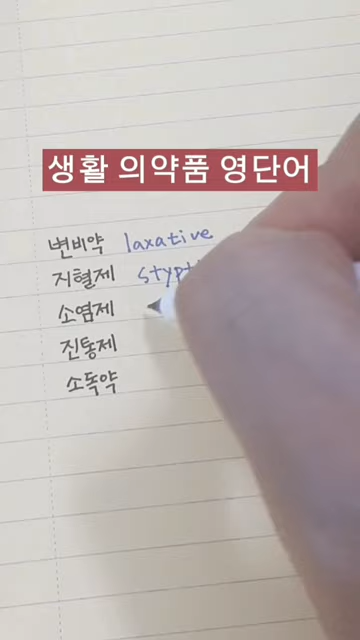 생활 의약품 영단어
변비약 laxative
지혈제
소염제
진통제
소독약